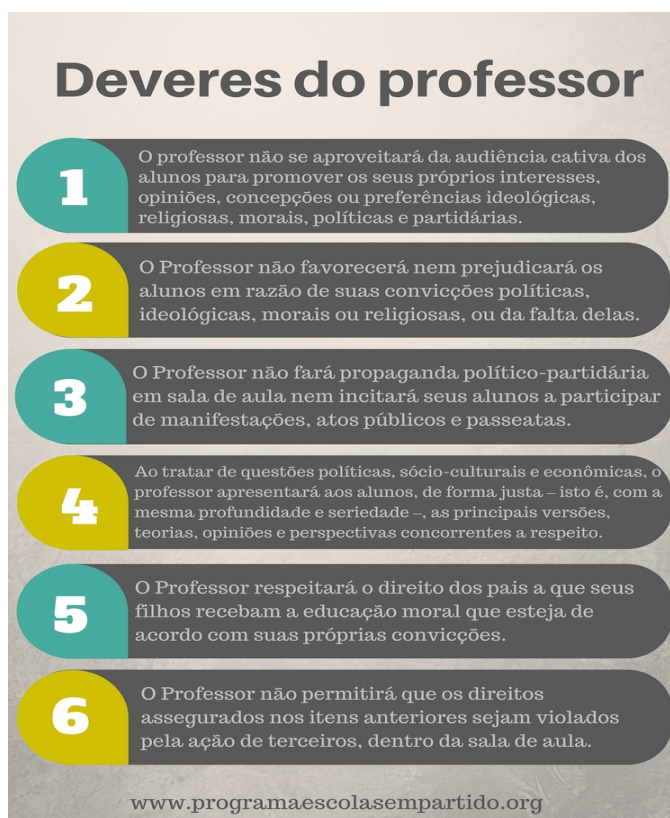 Deveres do professor
1
O professor não se aproveitará da audiência cativa dos
alunos para promover os seus próprios interesses,
opiniões, concepções ou preferências ideológicas,
religiosas, morais, políticas e partidárias.
2
O Professor não favorecerá nem prejudicará os
alunos em razão de suas convicções políticas,
ideológicas, morais ou religiosas, ou da falta delas.
3
O Professor não fará propaganda político-partidária
em sala de aula nem incitará seus alunos a participar
de manifestações, atos públicos e passeatas.
4
Ao tratar de questões políticas, sócio-culturais e econômicas, o
professor apresentará aos alunos, de forma justa – isto é, com a
mesma profundidade e seriedade –, as principais versões,
teorias, opiniões e perspectivas concorrentes a respeito.
5
O Professor respeitará o direito dos pais a que seus
filhos recebam a educação moral que esteja de
acordo com suas próprias convicções.
6
O Professor não permitirá que os direitos
assegurados nos itens anteriores sejam violados
pela ação de terceiros, dentro da sala de aula.
www.programaescolasempartido.org